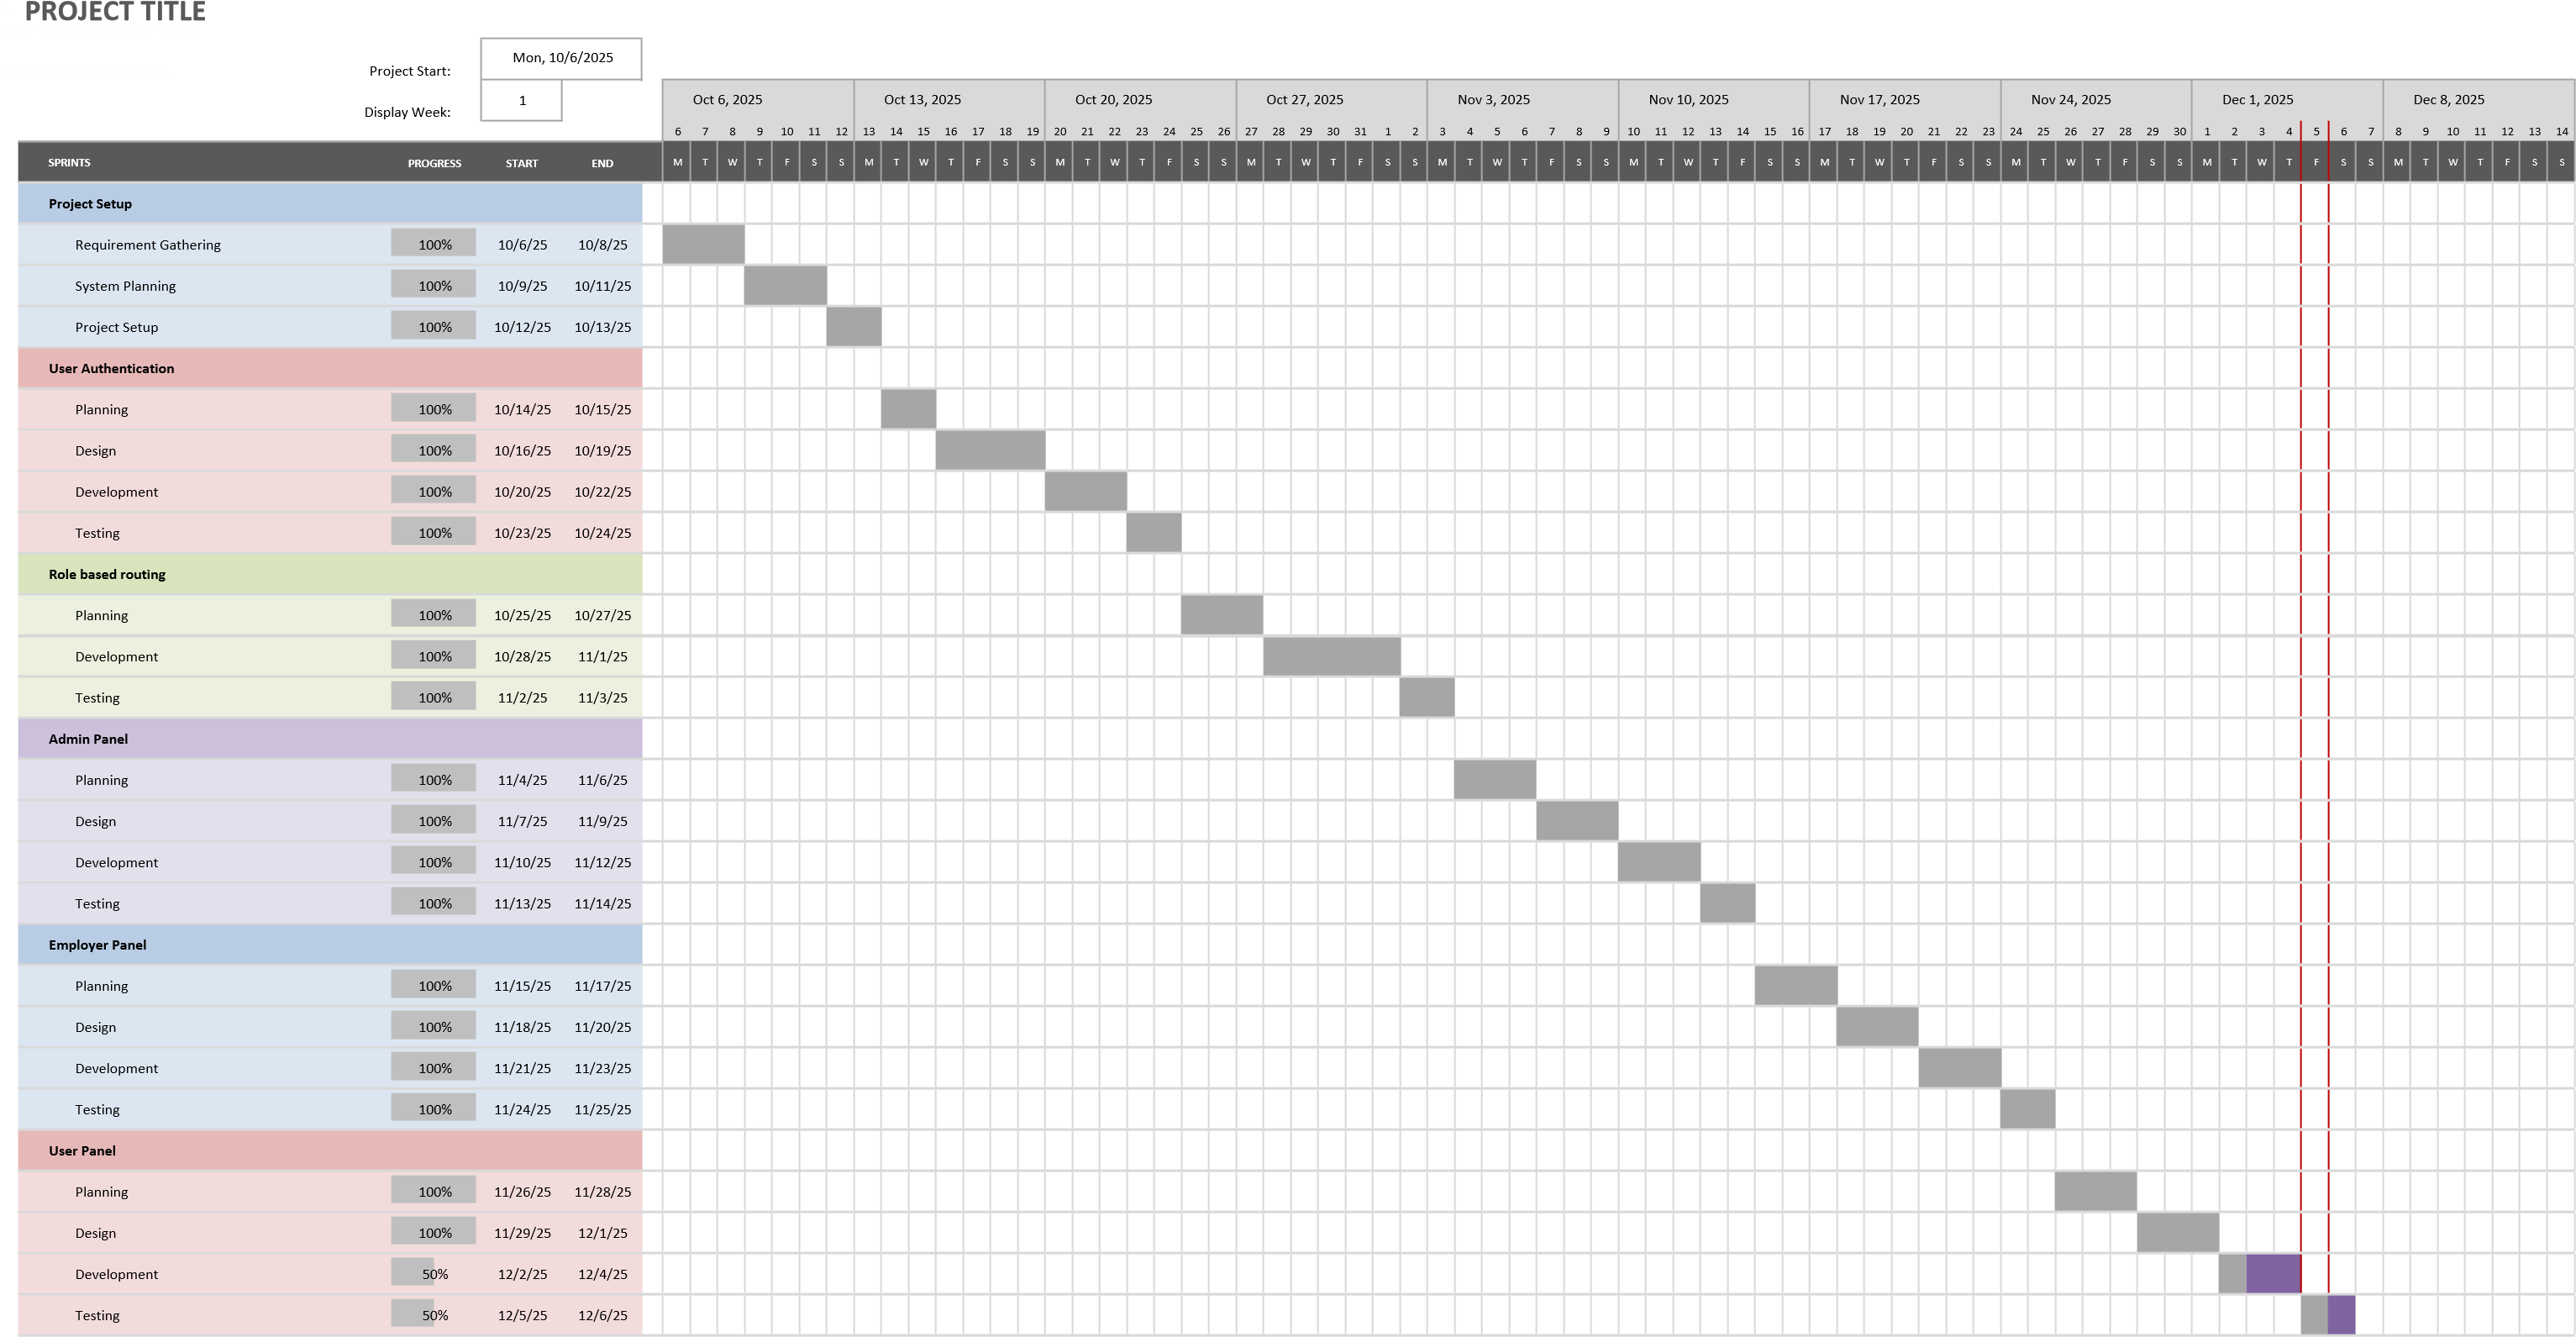 PROJECT TITLE
Project Start: Mon, 10/6/2025
Display Week: 1
Oct 6, 2025 Oct 13, 2025 Oct 20, 2025 Oct 27, 2025 Nov 3, 2025 Nov 10, 2025 Nov 17, 2025 Nov 24, 2025 Dec 1, 2025 Dec 8, 2025
6 7 8 9 10 11 12 13 14 15 16 17 18 19 20 21 22 23 24 25 26 27 28 29 30 31 1 2 3 4 5 6 7 8 9 10 11 12 13 14 15 16 17 18 19 20 21 22 23 24 25 26 27 28 29 30 1 2 3 4 5 6 7 8 9 10 11 12 13 14
SPRINTS PROGRESS START END M T W T F S S M T W T F S S M T W T F S S M T W T F S S M T W T F S S M T W T F S S M T W T F S S M T W T F S S M T W T F S S M T W T F S S
Project Setup
Requirement Gathering 100% 10/6/25 10/8/25
System Planning 100% 10/9/25 10/11/25
Project Setup 100% 10/12/25 10/13/25
User Authentication
Planning 100% 10/14/25 10/15/25
Design 100% 10/16/25 10/19/25
Development 100% 10/20/25 10/22/25
Testing 100% 10/23/25 10/24/25
Role based routing
Planning 100% 10/25/25 10/27/25
Development 100% 10/28/25 11/1/25
Testing 100% 11/2/25 11/3/25
Admin Panel
Planning 100% 11/4/25 11/6/25
Design 100% 11/7/25 11/9/25
Development 100% 11/10/25 11/12/25
Testing 100% 11/13/25 11/14/25
Employer Panel
Planning 100% 11/15/25 11/17/25
Design 100% 11/18/25 11/20/25
Development 100% 11/21/25 11/23/25
Testing 100% 11/24/25 11/25/25
User Panel
Planning 100% 11/26/25 11/28/25
Design 100% 11/29/25 12/1/25
Development 50% 12/2/25 12/4/25
Testing 50% 12/5/25 12/6/25